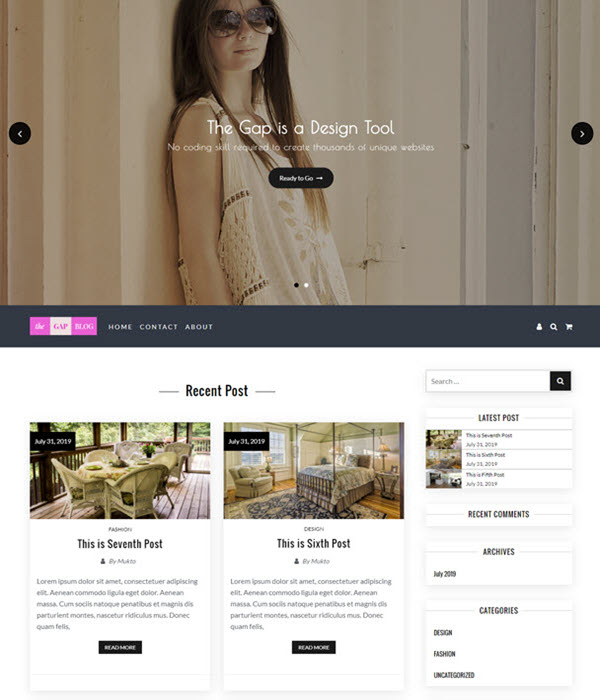 The Gap is a Design Tool
No coding skill required to create thousands of unique websites
Ready to Go
the GAP BLOG
HOME CONTACT ABOUT
Recent Post
July 31, 2019
FASHION
This is Seventh Post
By Mukto
Lorem ipsum dolor sit amet, consectetuer adipiscing
elit. Aenean commodo ligula eget dolor. Aenean
massa. Cum sociis natoque penatibus et magnis dis
parturient montes, nascetur ridiculus mus. Donec
quam felis,
READ MORE
July 31, 2019
DESIGN
This is Sixth Post
By Mukto
Lorem ipsum dolor sit amet, consectetuer adipiscing
elit. Aenean commodo ligula eget dolor. Aenean
massa. Cum sociis natoque penatibus et magnis dis
parturient montes, nascetur ridiculus mus. Donec
quam felis,
READ MORE
Search ...
LATEST POST
This is Seventh Post
July 31, 2019
This is Sixth Post
July 31, 2019
This is Fifth Post
July 31, 2019
RECENT COMMENTS
ARCHIVES
July 2019
CATEGORIES
DESIGN
FASHION
UNCATEGORIZED